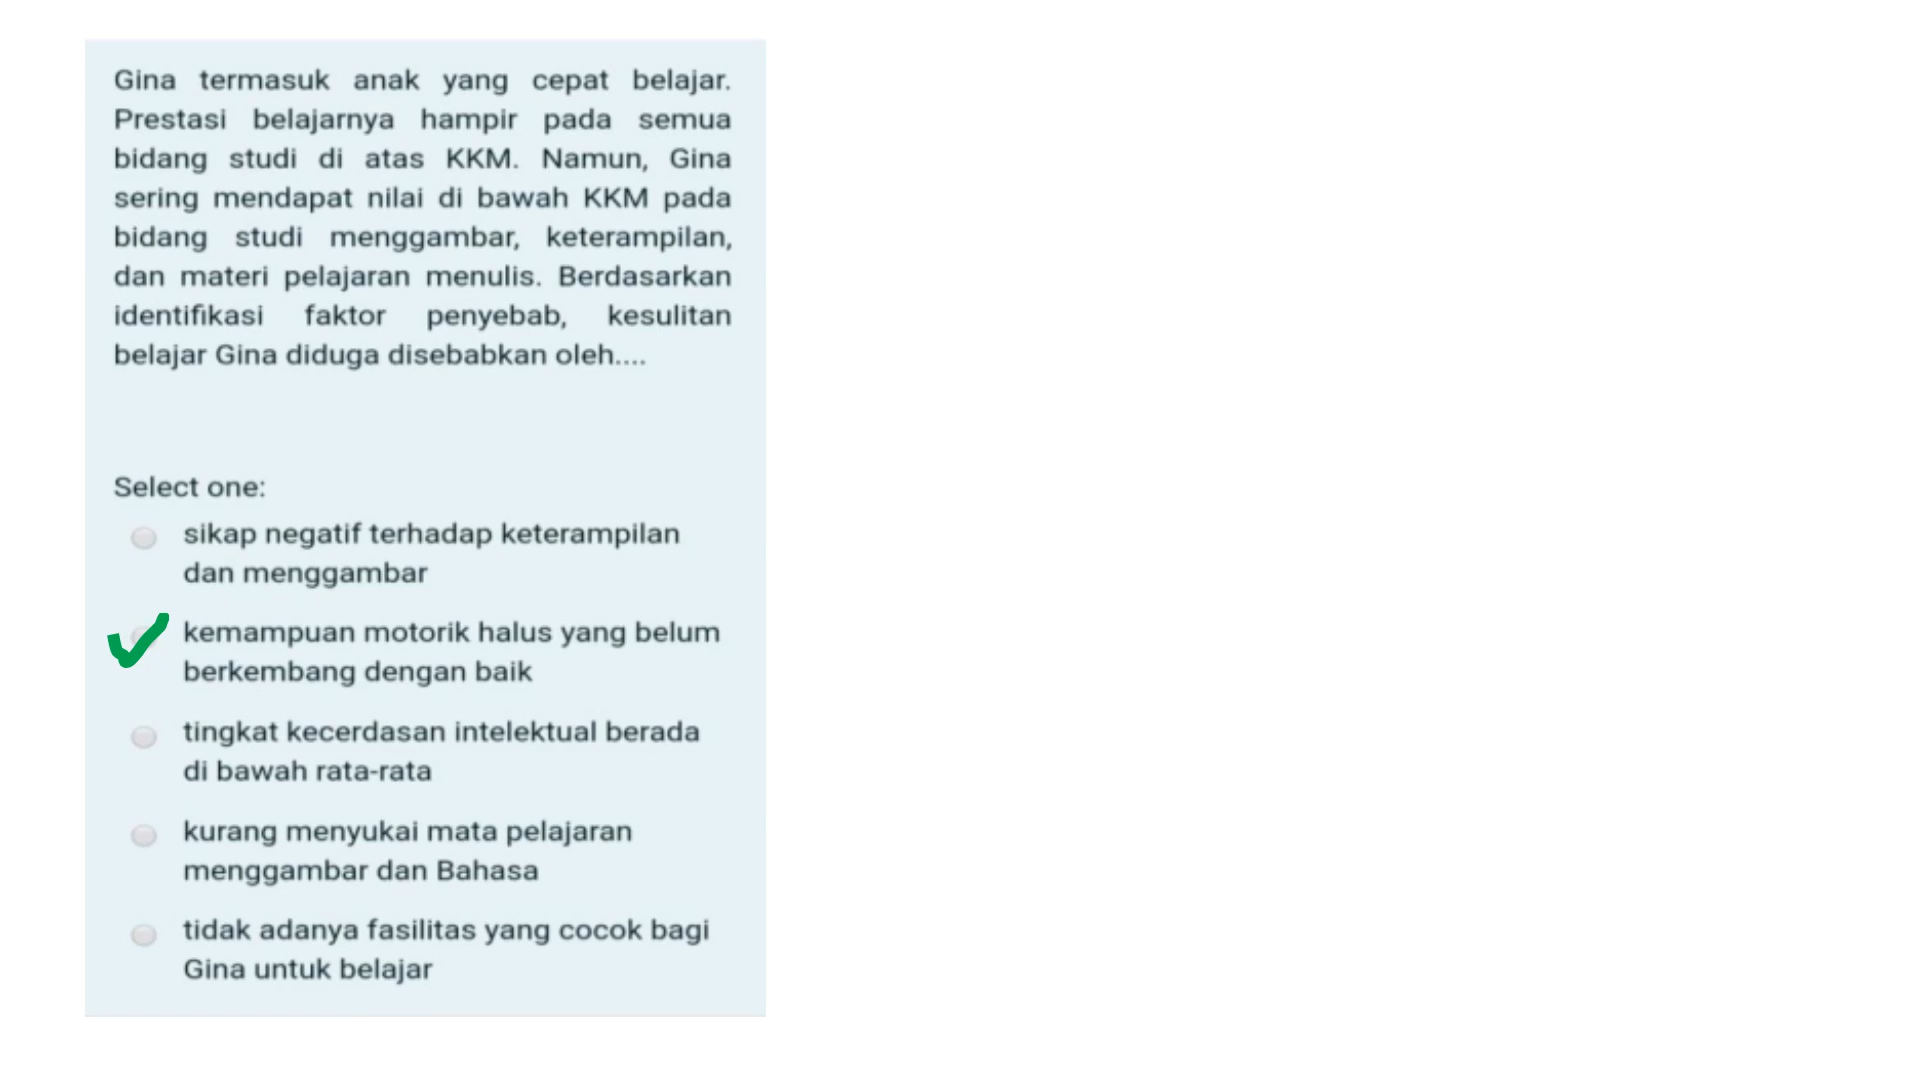 Gina termasuk anak yang cepat belajar.
Prestasi belajarnya hampir pada semua
bidang studi di atas KKM. Namun, Gina
sering mendapat nilai di bawah KKM pada
bidang studi menggambar, keterampilan,
dan materi pelajaran menulis. Berdasarkan
identifikasi faktor penyebab, kesulitan
belajar Gina diduga disebabkan oleh....
Select one:
sikap negatif terhadap keterampilan
dan menggambar
kemampuan motorik halus yang belum
berkembang dengan baik
tingkat kecerdasan intelektual berada
di bawah rata-rata
kurang menyukai mata pelajaran
menggambar dan Bahasa
tidak adanya fasilitas yang cocok bagi
Gina untuk belajar